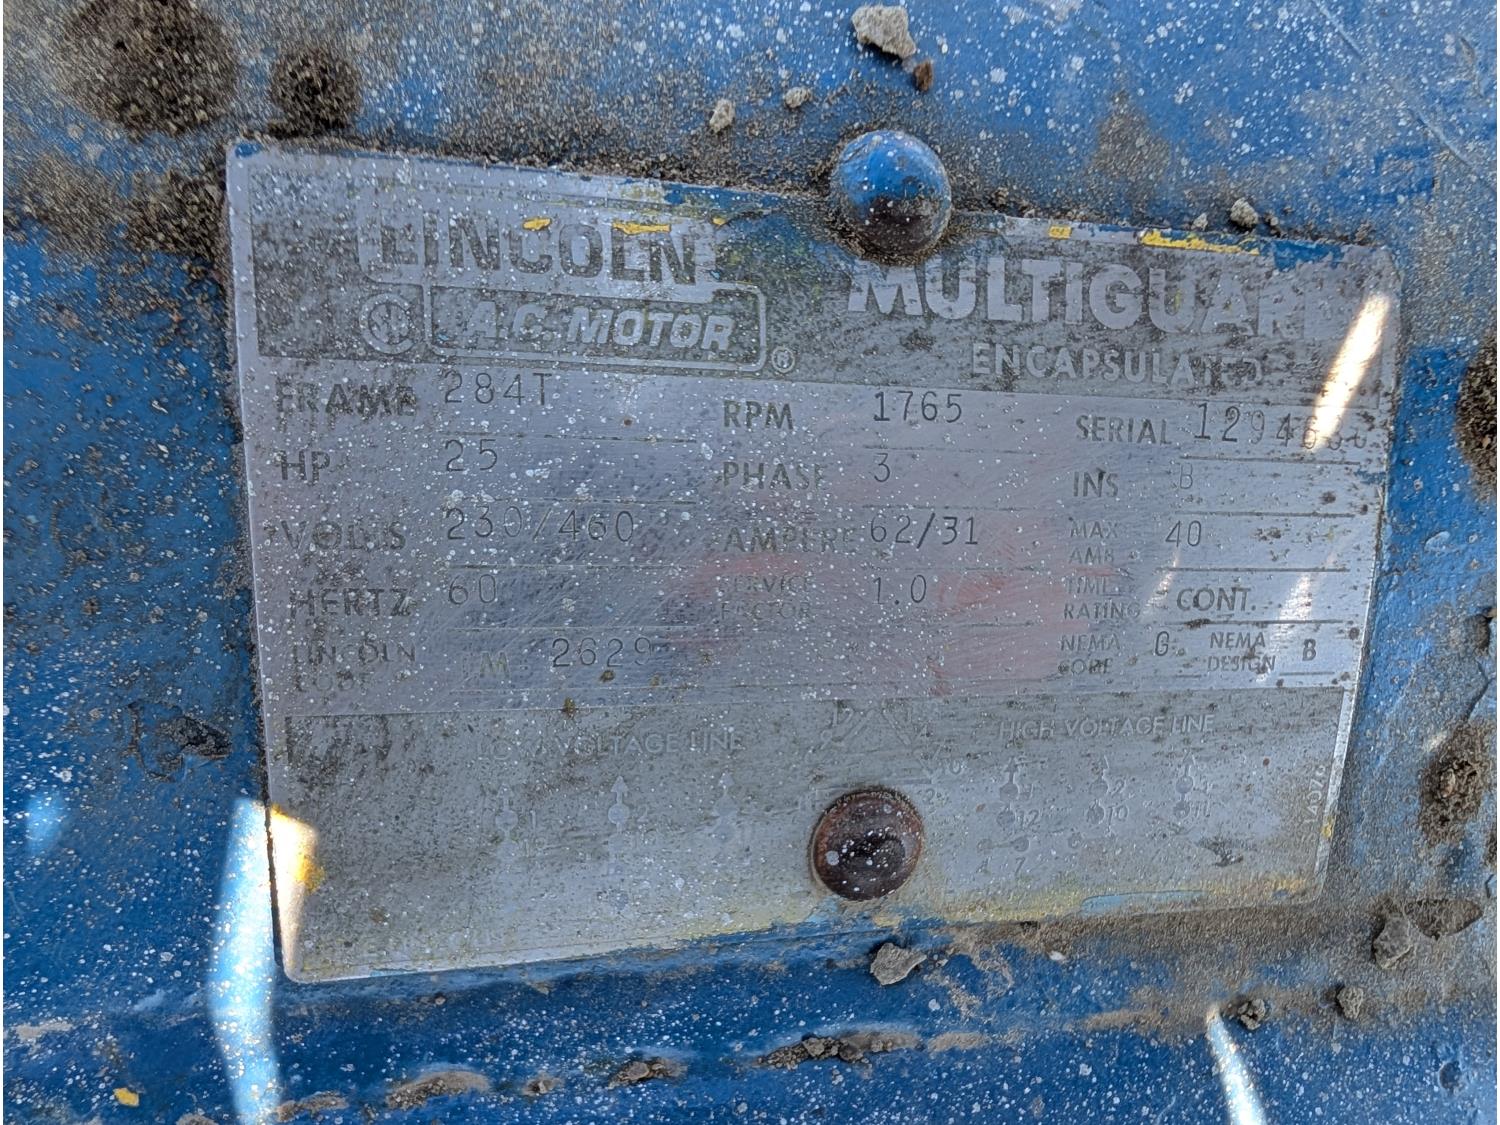 LINCOLN
A.C. MOTOR ®
MULTIGUARD
ENCAPSULATED
FRAME 284T RPM 1765 SERIAL
HP 25 PHASE 3 INS B
VOLTS 230/460 AMPERE 62/31 MAX AMB 40
HERTZ 60 SERVICE FACTOR 1.0 TIME RATING CONT.
LINCOLN CODE M 2629 NEMA CODE G NEMA DESIGN B
LOW VOLTAGE LINE HIGH VOLTAGE LINE